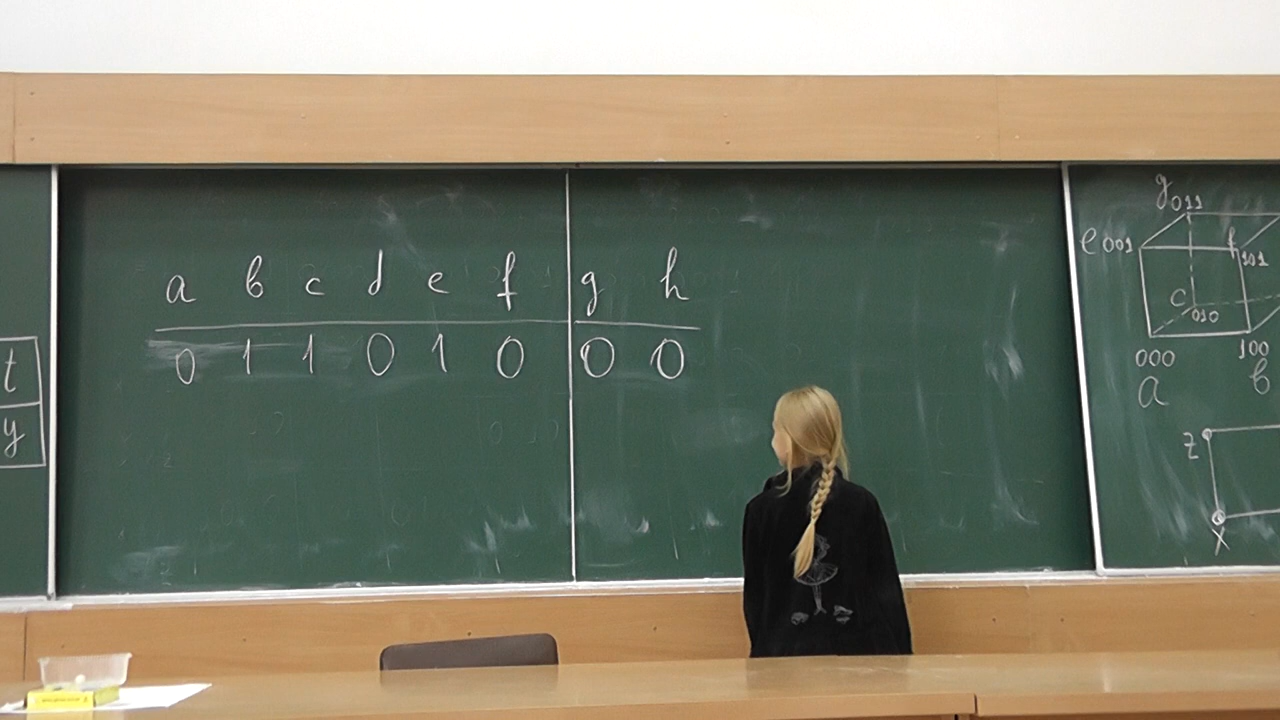 a b c d e f g h
0 1 1 0 1 0 0 0
t
y
g 011
e 001
f 101
c 010
000 100
a b
z
x